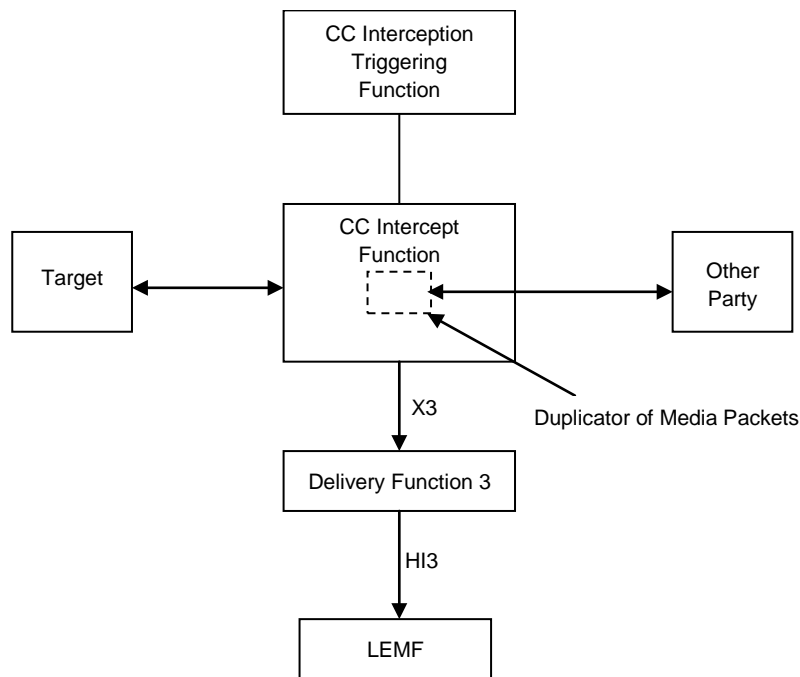 CC Interception
Triggering
Function
CC Intercept
Function
Target
Other
Party
X3
Duplicator of Media Packets
Delivery Function 3
HI3
LEMF